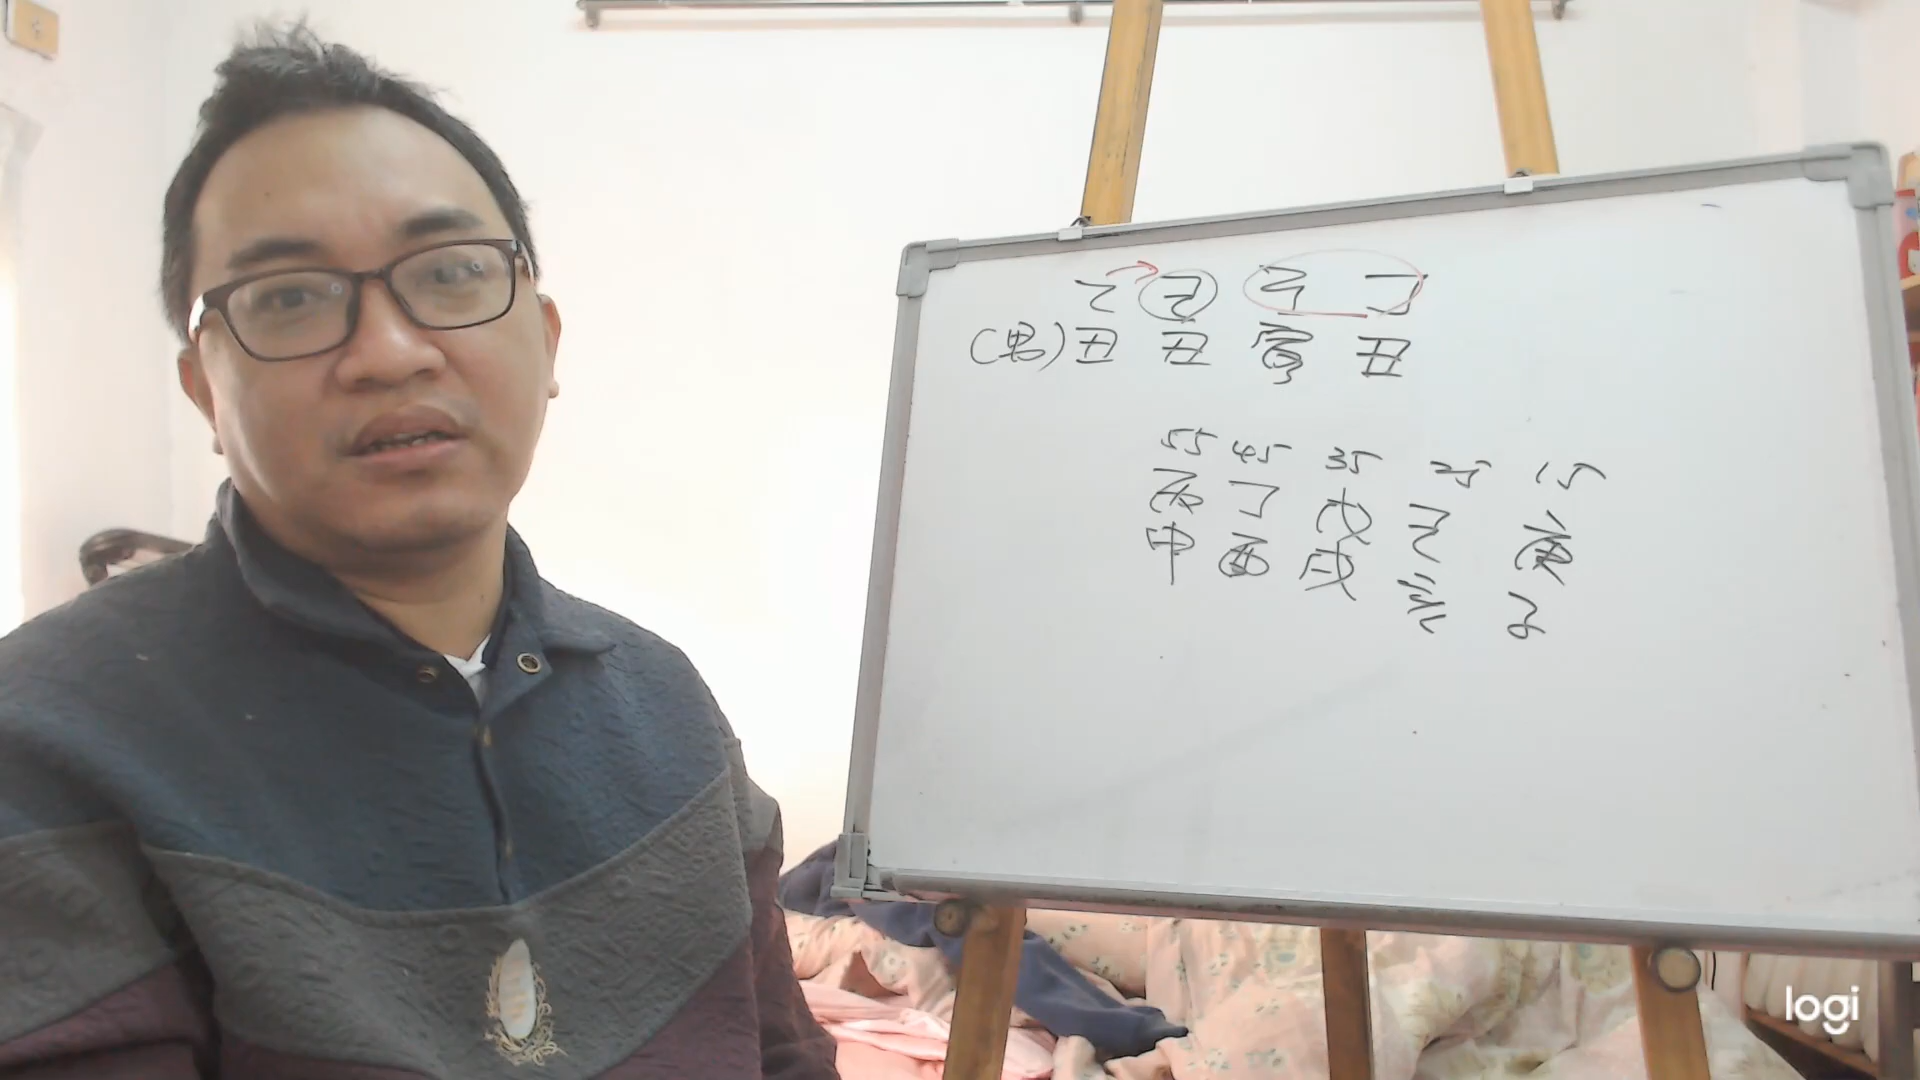 乙 己 壬 丁
(男) 丑 丑 寅 丑
55 45 35 25 15
丙 丁 戊 己 庚
申 酉 戌 亥 子
logi